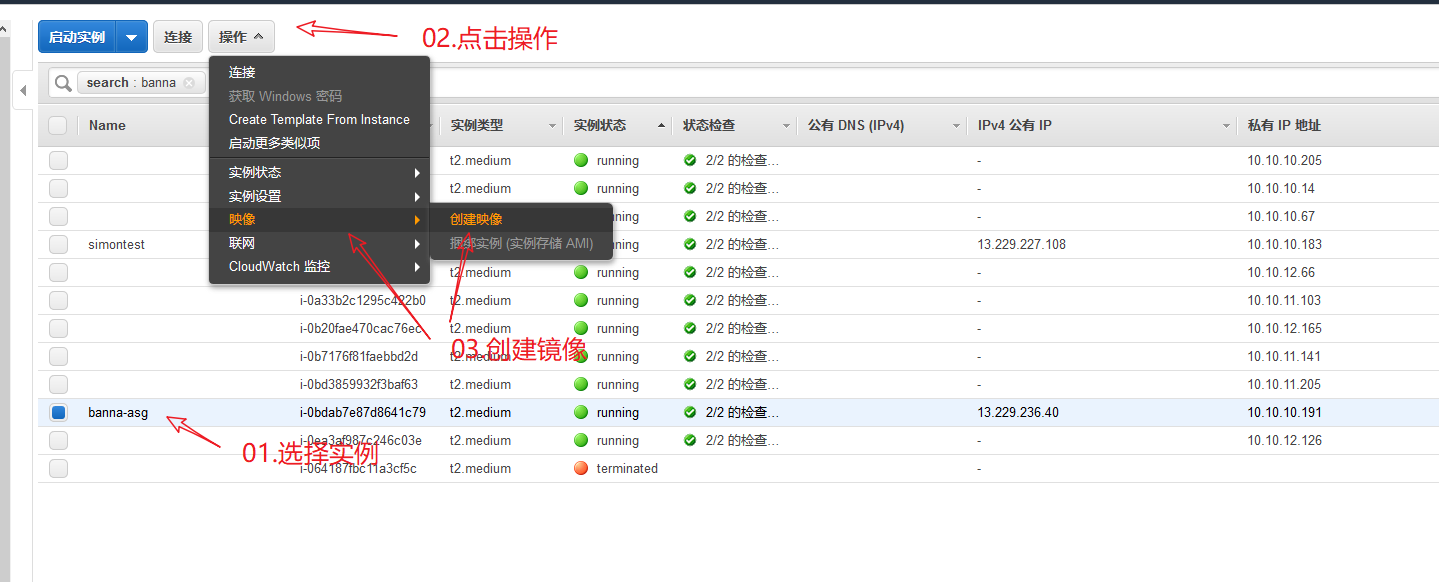 启动实例 连接 操作
02.点击操作
search : banna
连接
获取 Windows 密码
Create Template From Instance
启动更多类似项
实例状态
实例设置
映像
联网
CloudWatch 监控
创建映像
捆绑实例 (实例存储 AMI)
Name 实例类型 实例状态 状态检查 公有 DNS (IPv4) IPv4 公有 IP 私有 IP 地址
t2.medium running 2/2 的检查... - 10.10.10.205
t2.medium running 2/2 的检查... - 10.10.10.14
2/2 的检查... - 10.10.10.67
simontest 2/2 的检查... 13.229.227.108 10.10.10.183
t2.medium running 2/2 的检查... - 10.10.12.66
i-0a33b2c1295c422b0 t2.medium running 2/2 的检查... - 10.10.11.103
i-0b20fae470cac76ec t2.medium running 2/2 的检查... - 10.10.12.165
03.创建镜像
i-0b7176f81faebbd2d t2.medium running 2/2 的检查... - 10.10.11.141
i-0bd3859932f3baf63 t2.medium running 2/2 的检查... - 10.10.11.205
banna-asg i-0bdab7e87d8641c79 t2.medium running 2/2 的检查... 13.229.236.40 10.10.10.191
01.选择实例
i-0ea3af987c246c03e t2.medium running 2/2 的检查... - 10.10.12.126
i-064187fbc11a3cf5c t2.medium terminated -